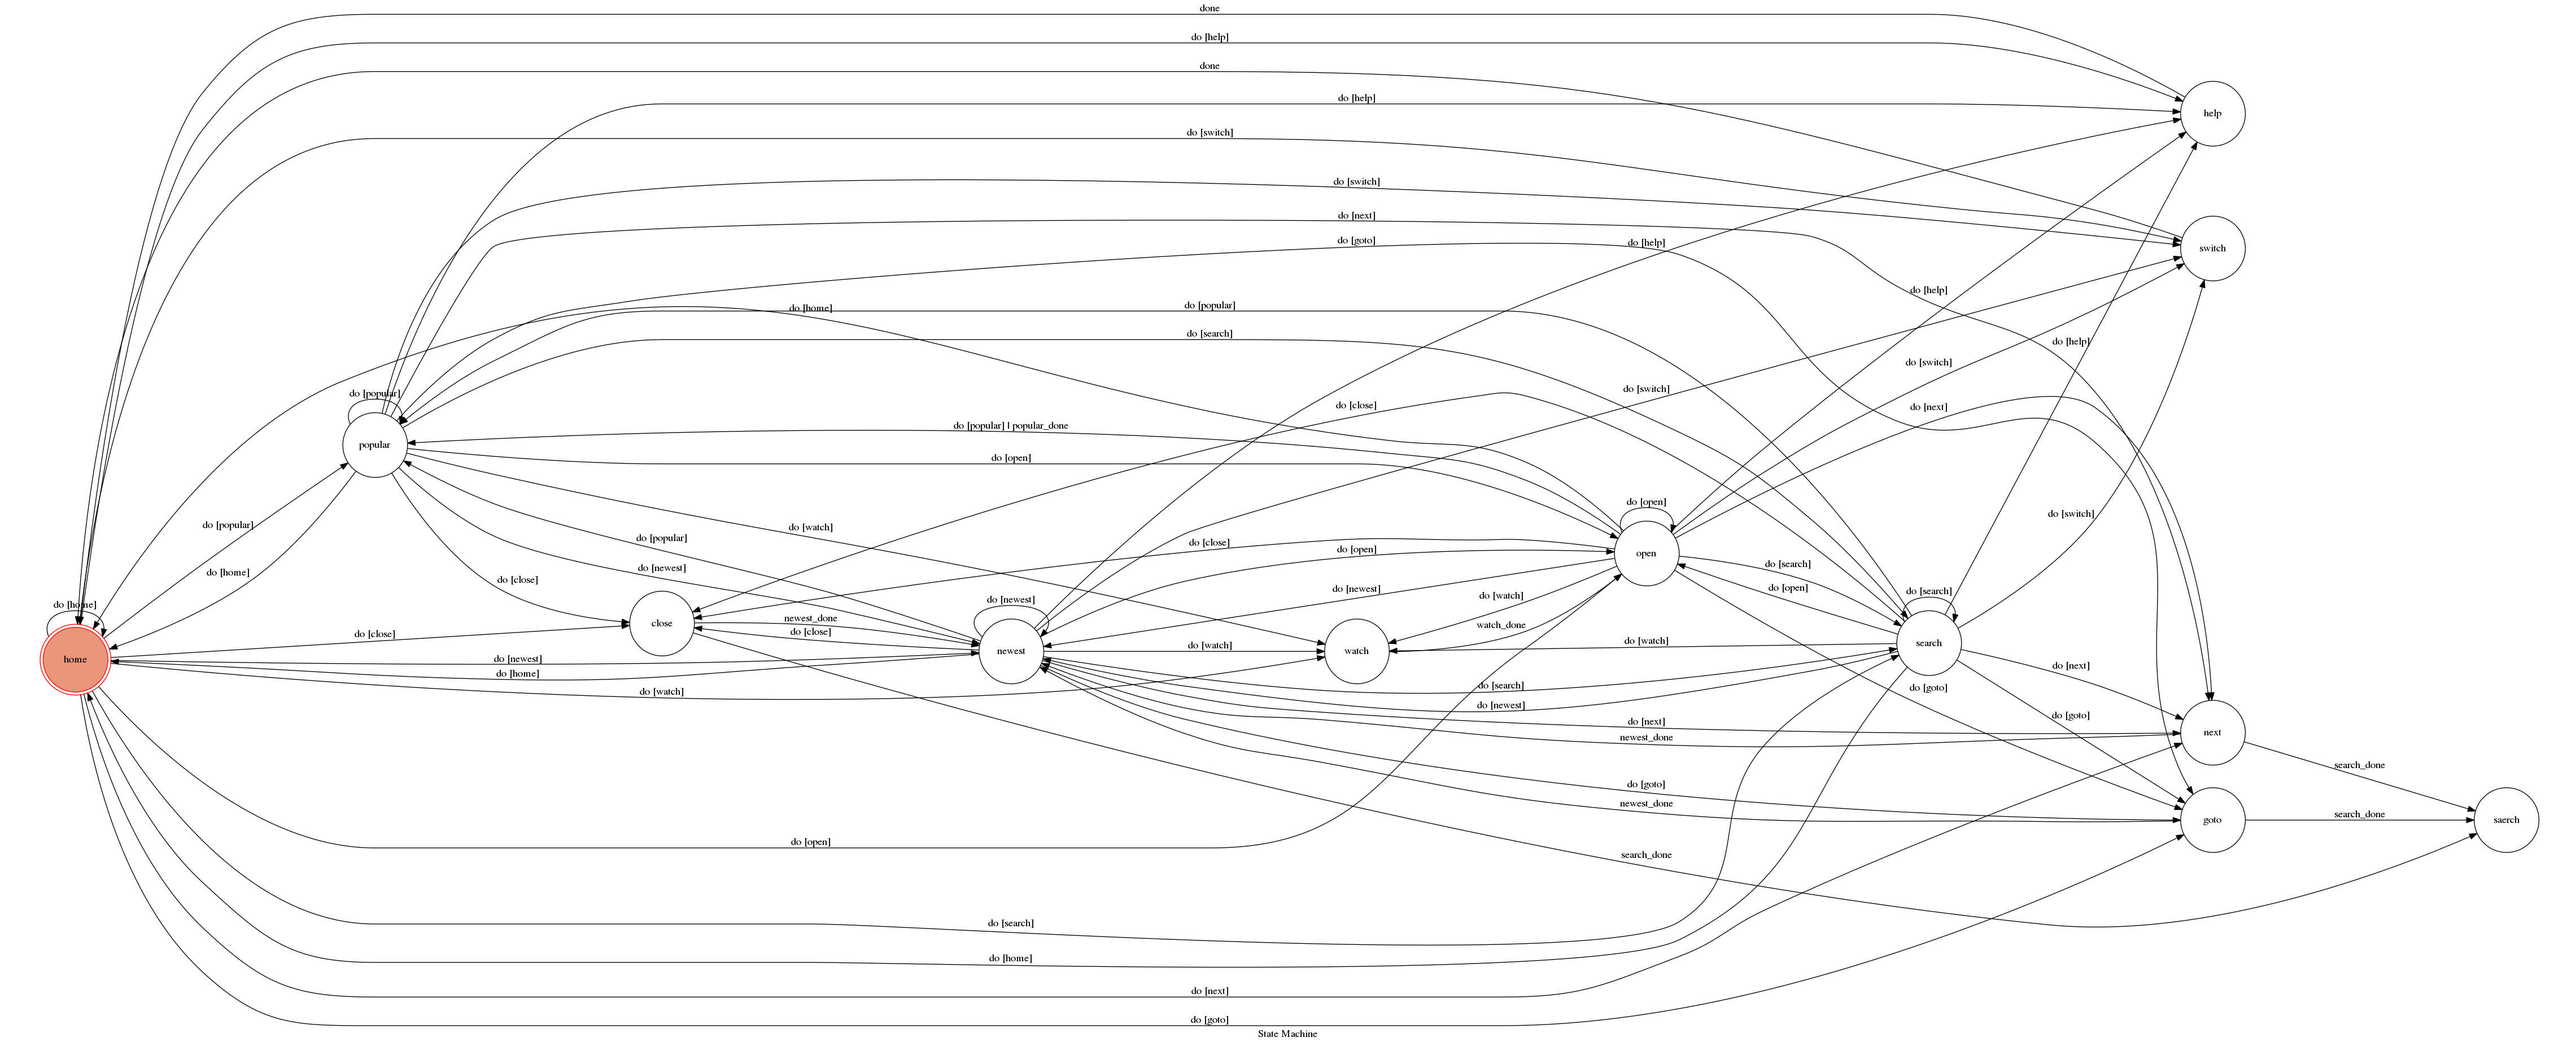 done
do [help]
done
do [help]
help
do [switch]
do [switch]
do [next]
do [goto]
do [help]
switch
do [help]
do [home]
do [popular]
do [search]
do [help]
do [switch]
do [popular]
do [switch]
do [close]
do [next]
do [popular] | popular_done
popular
do [open]
do [open]
do [switch]
do [popular]
do [watch]
do [popular]
do [close]
do [open]
open
do [search]
do [newest]
do [home]
do [close]
do [open]
do [newest]
do [search]
do [watch]
do [newest]
do [home]
newest_done
close
watch_done
do [close]
do [close]
do [watch]
do [watch]
search
newest
watch
home
do [newest]
do [next]
do [home]
do [search]
do [goto]
do [watch]
do [newest]
do [goto]
do [next]
newest_done
next
search_done
do [goto]
newest_done
search_done
goto
saerch
do [open]
search_done
do [search]
do [home]
do [next]
do [goto]
State Machine